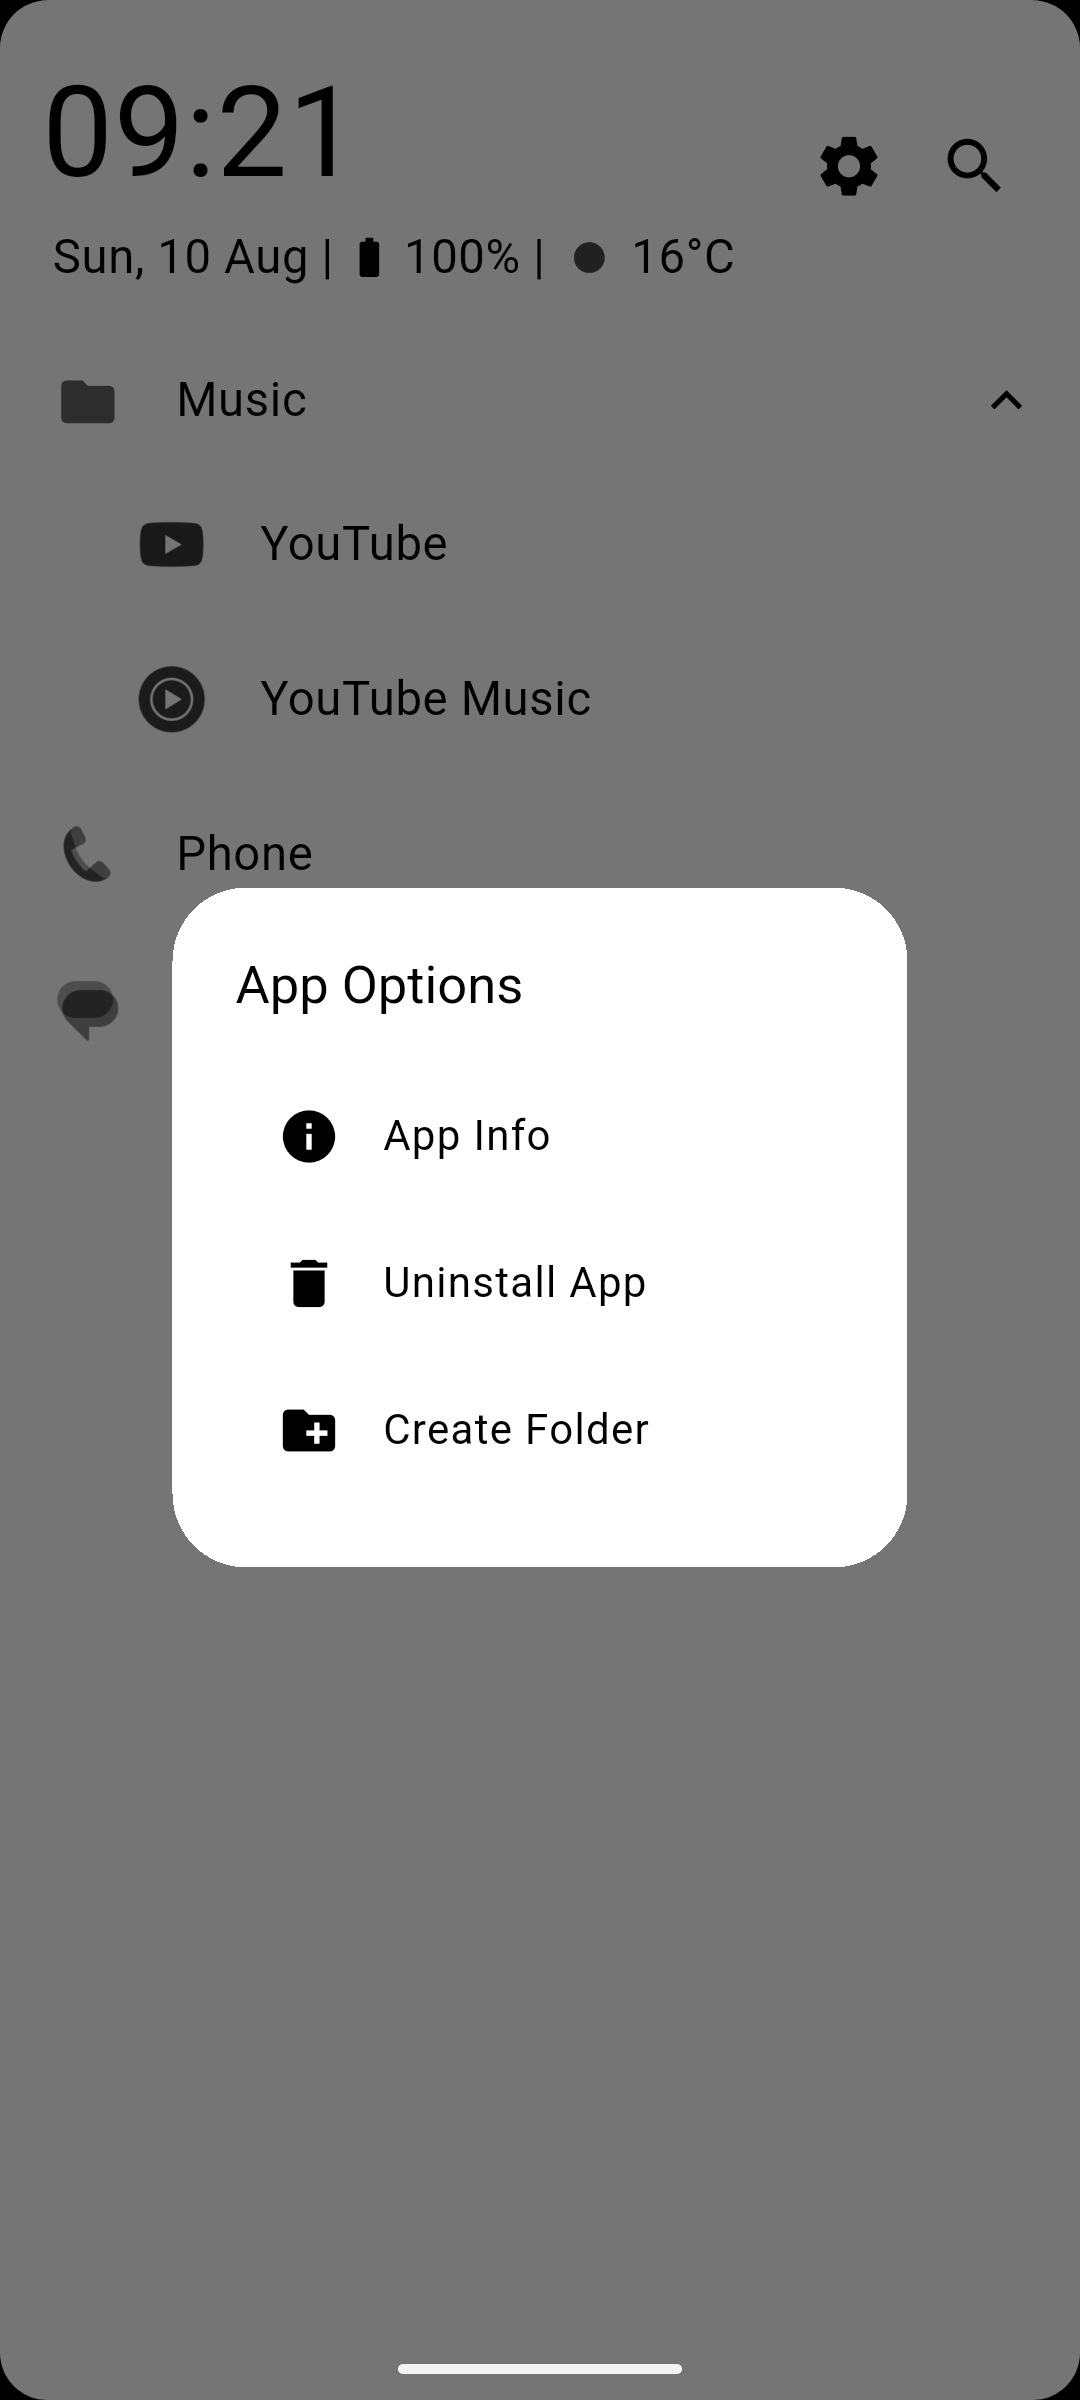 09:21
Sun, 10 Aug | 100% | 16°C
Music
YouTube
YouTube Music
Phone
App Options
App Info
Uninstall App
Create Folder